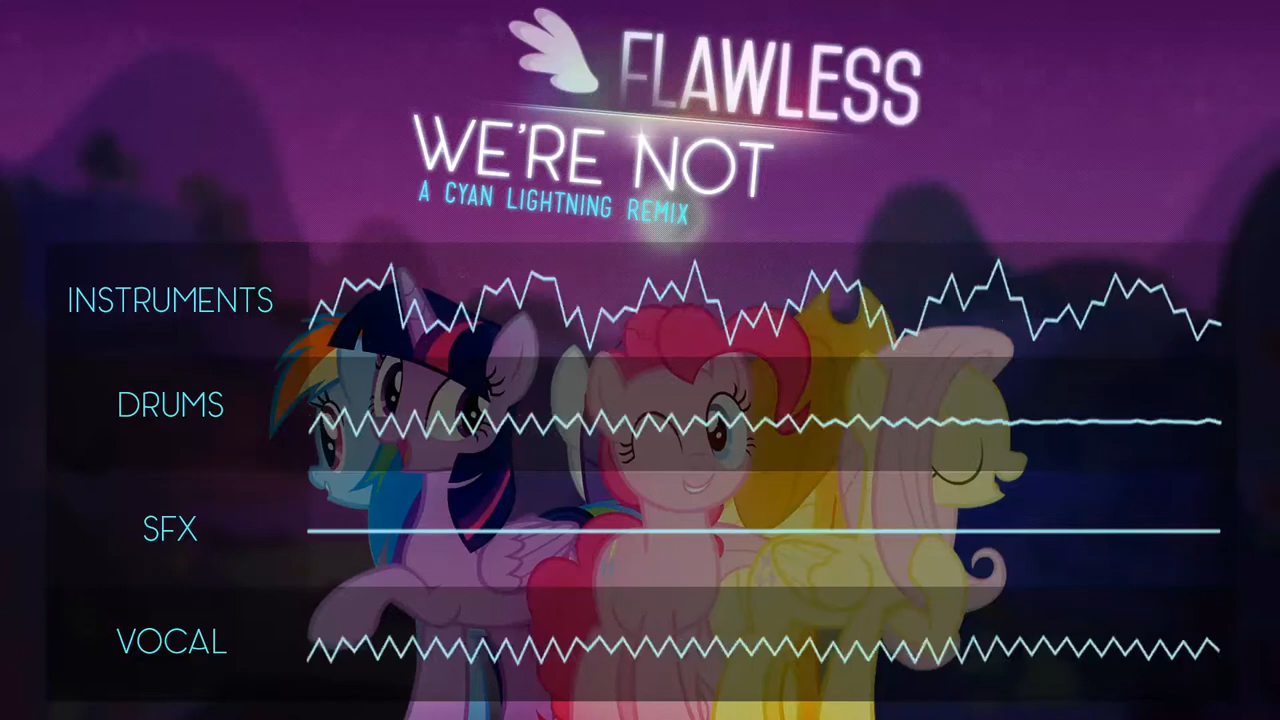 FLAWLESS
WE'RE NOT
A CYAN LIGHTNING REMIX
INSTRUMENTS
DRUMS
SFX
VOCAL